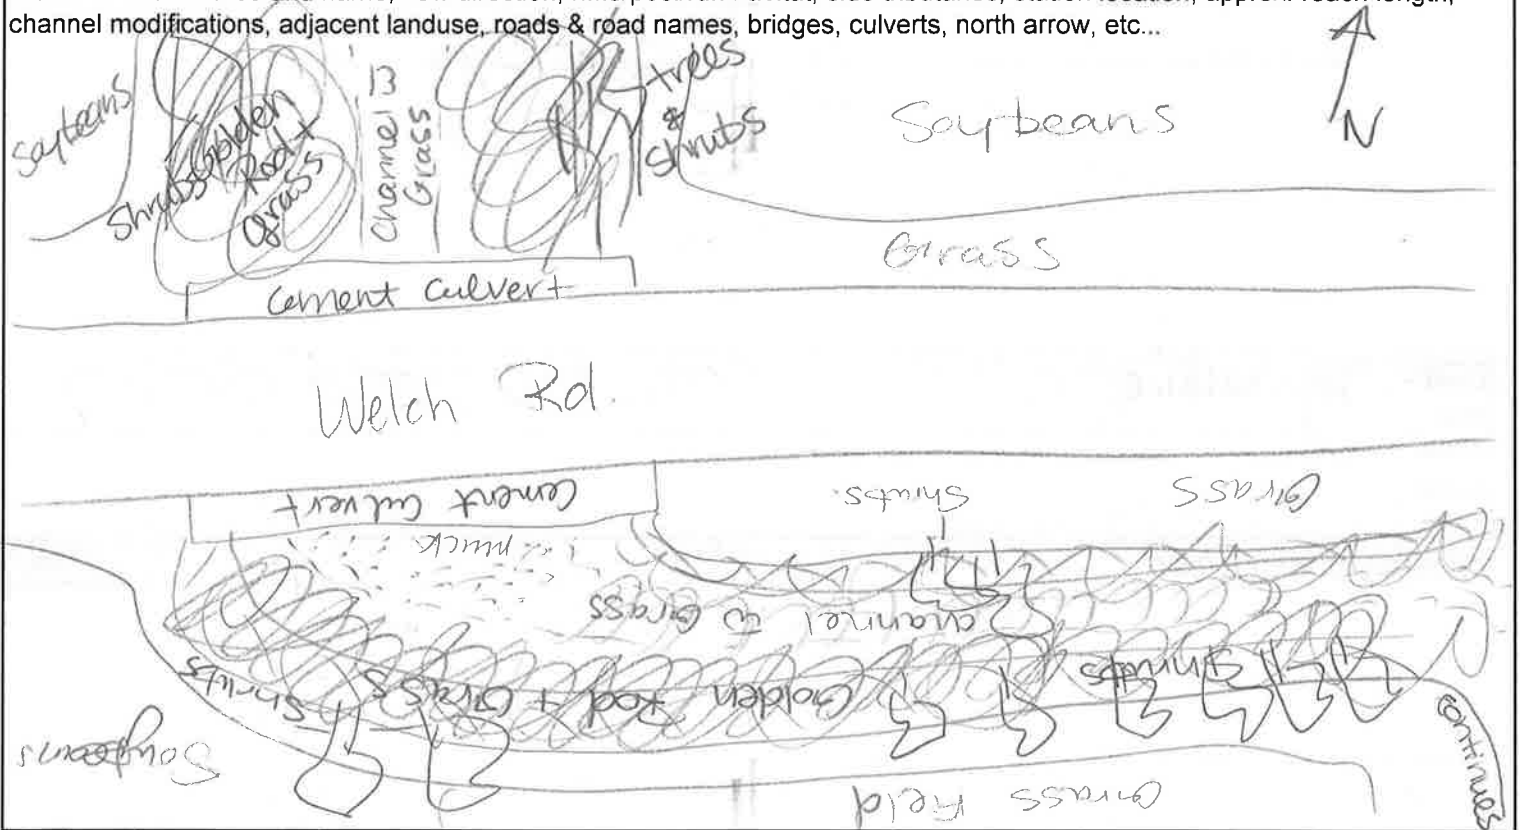 channel modifications, adjacent landuse, roads & road names, bridges, culverts, north arrow, etc...
N
Soybeans
Shrubs
Golden
Rod +
Grass
Channel w
Grass
trees
&
Shrubs
Soybeans
Grass
Cement Culvert
Welch Rd.
Cement Culvert
Shrubs
Grass
muck
Channel w Grass
Shrubs
Golden Rod + Grass
Shrubs
Soybeans
Grass Field
continues